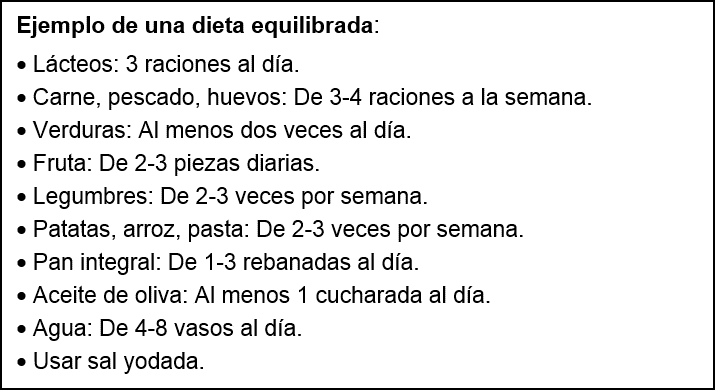 Ejemplo de una dieta equilibrada:
• Lácteos: 3 raciones al día.
• Carne, pescado, huevos: De 3-4 raciones a la semana.
• Verduras: Al menos dos veces al día.
• Fruta: De 2-3 piezas diarias.
• Legumbres: De 2-3 veces por semana.
• Patatas, arroz, pasta: De 2-3 veces por semana.
• Pan integral: De 1-3 rebanadas al día.
• Aceite de oliva: Al menos 1 cucharada al día.
• Agua: De 4-8 vasos al día.
• Usar sal yodada.